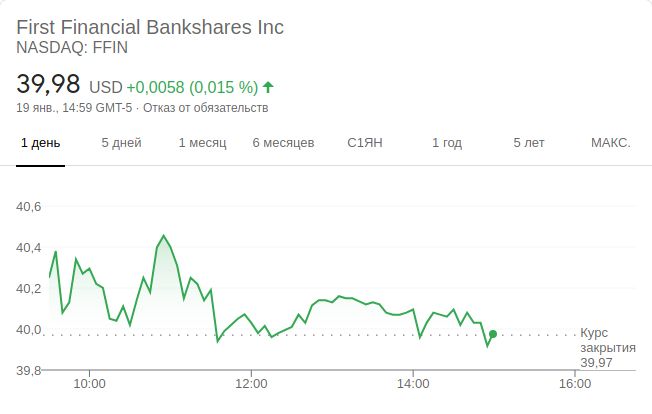 First Financial Bankshares Inc
NASDAQ: FFIN
39,98 USD +0,0058 (0,015 %)
19 янв., 14:59 GMT-5 · Отказ от обязательств
1 день 5 дней 1 месяц 6 месяцев С1ЯН 1 год 5 лет МАКС.
40,6
40,4
40,2
40,0
39,8
Курс
закрытия
39,97
10:00 12:00 14:00 16:00